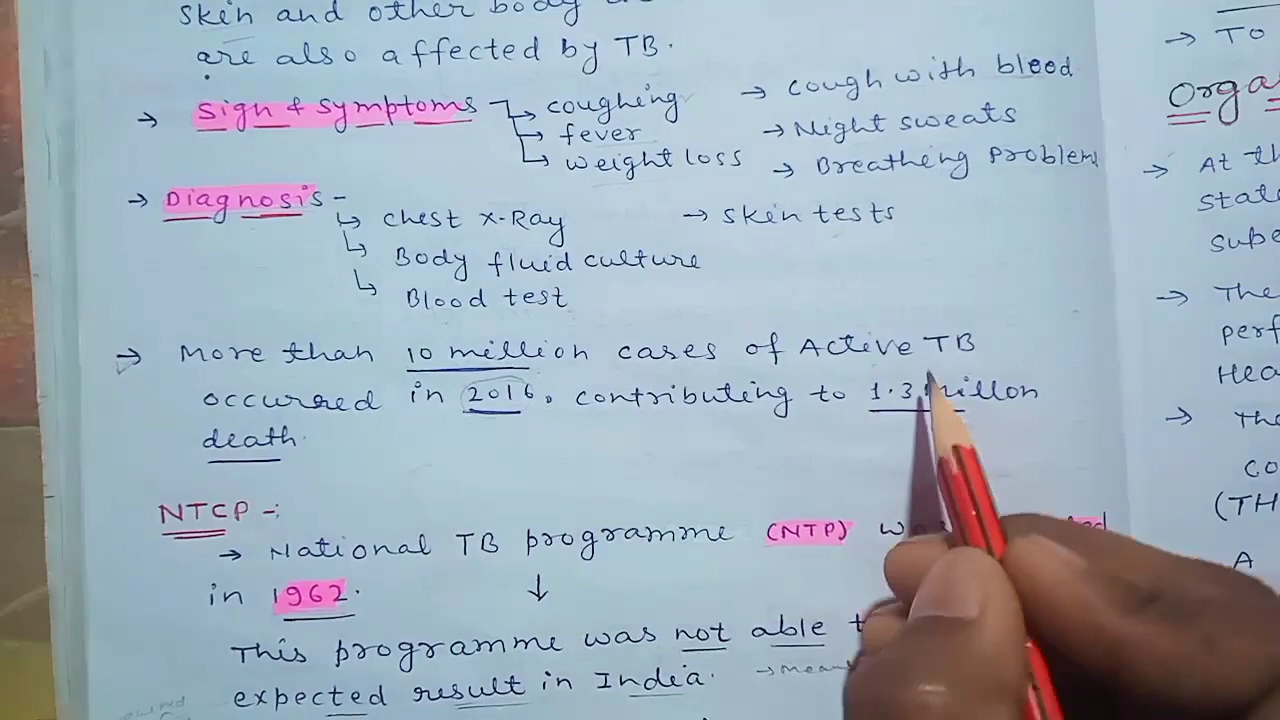 skin and other body
are also affected by TB.
→ Sign & symptoms → coughing → cough with blood
→ fever → Night sweats
→ weight loss → Breathing Problem
→ Diagnosis -
→ chest x-Ray → skin tests
→ Body fluid culture
→ Blood test
→ More than 10 million cases of Active TB
occurred in 2016, contributing to 1.3 millon
death.
NTCP -:
→ National TB programme (NTP)
in 1962.
↓
This programme was not able
expected result in India. → mean
→ To
Orga
→ At th
stat
supe
→ The
perf
Hea
→ The
co
(TH
A